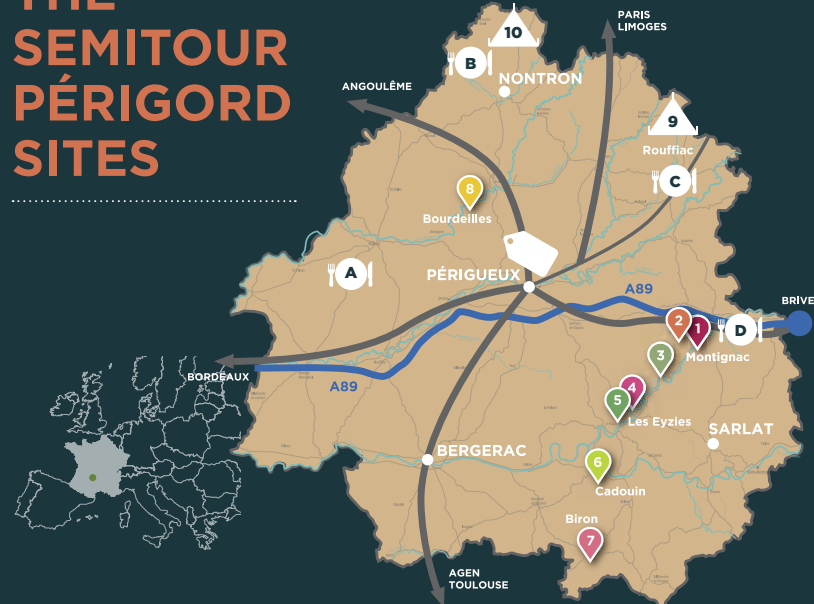 THE
SEMITOUR
PÉRIGORD
SITES
PARIS
LIMOGES
10
B
NONTRON
ANGOULÊME
9
Rouffiac
C
8
Bourdeilles
A
PÉRIGUEUX
A89
BRIVE
2
1
D
Montignac
3
BORDEAUX
A89
4
5
Les Eyzies
SARLAT
BERGERAC
6
Cadouin
Biron
7
AGEN
TOULOUSE